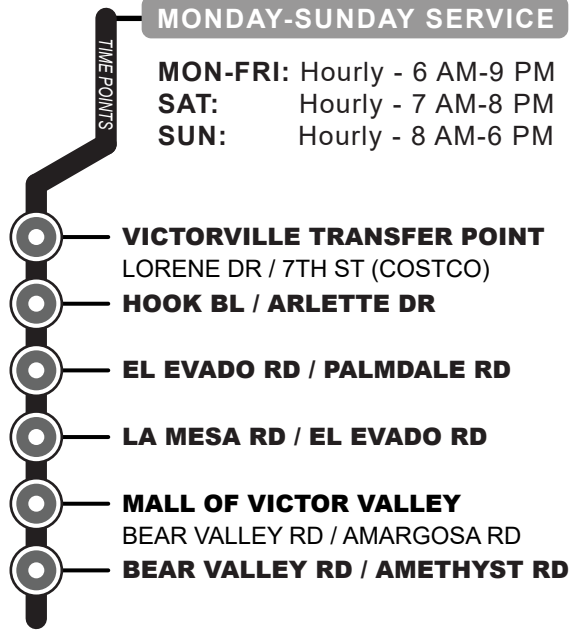 MONDAY-SUNDAY SERVICE
TIME POINTS
MON-FRI: Hourly - 6 AM-9 PM
SAT: Hourly - 7 AM-8 PM
SUN: Hourly - 8 AM-6 PM
VICTORVILLE TRANSFER POINT
LORENE DR / 7TH ST (COSTCO)
HOOK BL / ARLETTE DR
EL EVADO RD / PALMDALE RD
LA MESA RD / EL EVADO RD
MALL OF VICTOR VALLEY
BEAR VALLEY RD / AMARGOSA RD
BEAR VALLEY RD / AMETHYST RD